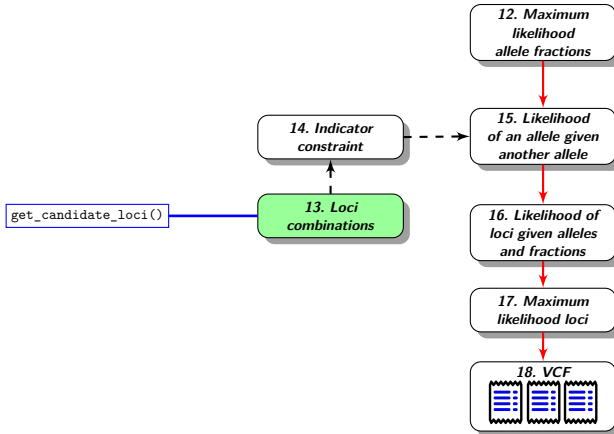 12. Maximum
likelihood
allele fractions
14. Indicator
constraint
15. Likelihood
of an allele given
another allele
get_candidate_loci()
13. Loci
combinations
16. Likelihood of
loci given alleles
and fractions
17. Maximum
likelihood loci
18. VCF